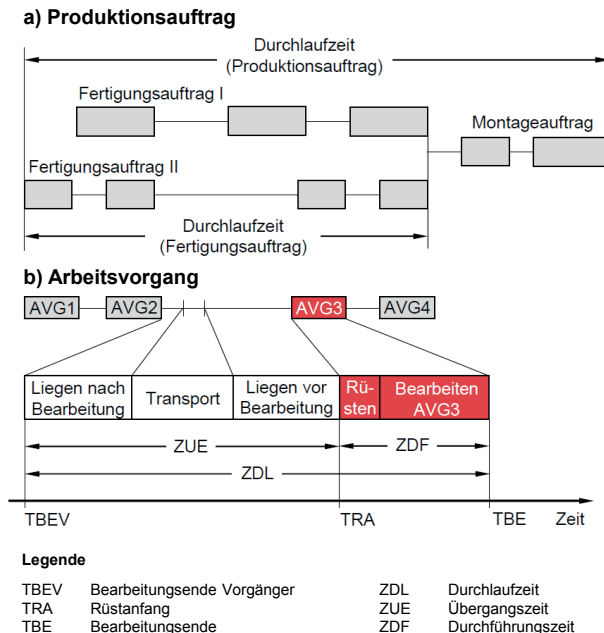 a) Produktionsauftrag
Durchlaufzeit
(Produktionsauftrag)
Fertigungsauftrag I
Montageauftrag
Fertigungsauftrag II
Durchlaufzeit
(Fertigungsauftrag)
b) Arbeitsvorgang
AVG1 AVG2 AVG3 AVG4
Liegen nach
Bearbeitung
Transport
Liegen vor
Bearbeitung
Rü-
sten
Bearbeiten
AVG3
ZUE ZDF
ZDL
TBEV TRA TBE Zeit
Legende
TBEV Bearbeitungsende Vorgänger ZDL Durchlaufzeit
TRA Rüstanfang ZUE Übergangszeit
TBE Bearbeitungsende ZDF Durchführungszeit